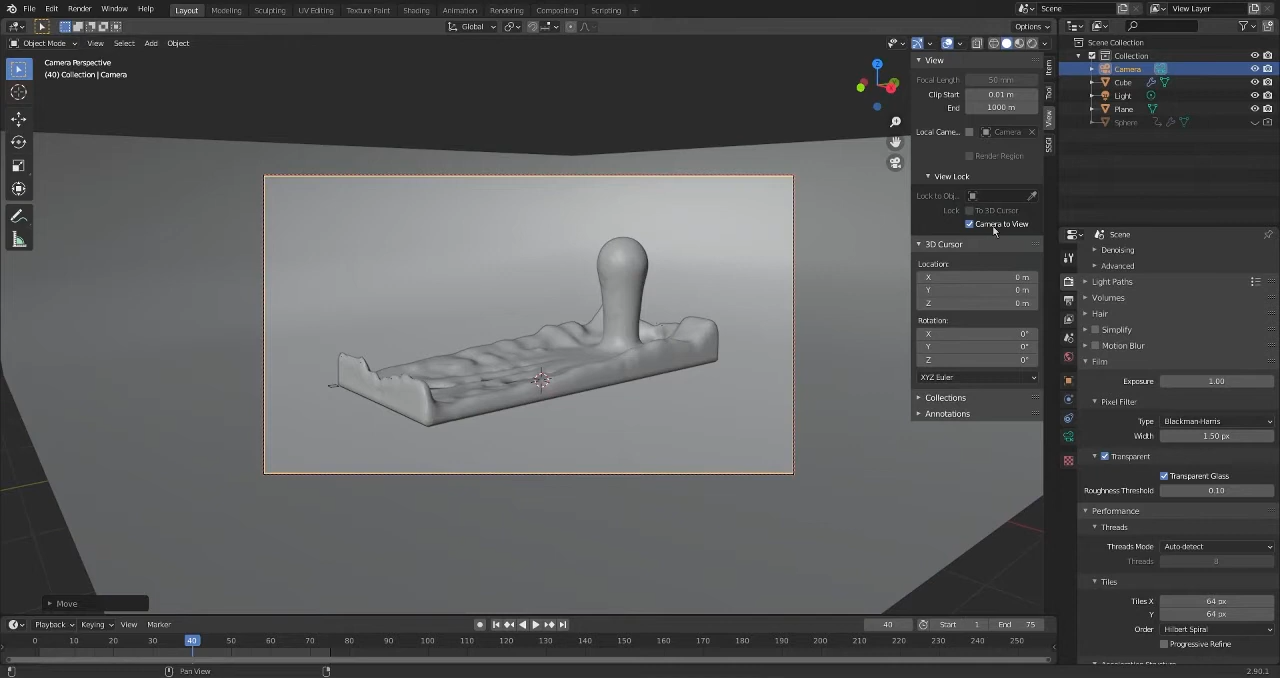 File Edit Render Window Help Layout Modeling Sculpting UV Editing Texture Paint Shading Animation Rendering Compositing Scripting + Scene View Layer
Global Options
Object Mode View Select Add Object
Camera Perspective
(40) Collection | Camera
Z
View
Focal Length 50 mm
Clip Start 0.01 m
End 1000 m
Local Came... Camera
Render Region
View Lock
Lock to Obj...
Lock To 3D Cursor
Camera to View
3D Cursor
Location:
X 0 m
Y 0 m
Z 0 m
Rotation:
X 0°
Y 0°
Z 0°
XYZ Euler
Collections
Annotations
Item
Tool
View
SSGI
Scene Collection
Collection
Camera
Cube
Light
Plane
Sphere
Scene
Denoising
Advanced
Light Paths
Volumes
Hair
Simplify
Motion Blur
Film
Exposure 1.00
Pixel Filter
Type Blackman-Harris
Width 1.50 px
Transparent
Transparent Glass
Roughness Threshold 0.10
Performance
Threads
Threads Mode Auto-detect
Threads 8
Tiles
Tiles X 64 px
Y 64 px
Order Hilbert Spiral
Progressive Refine
Move
Playback Keying View Marker 40 Start 1 End 75
0 10 20 30 40 50 60 70 80 90 100 110 120 130 140 150 160 170 180 190 200 210 220 230 240 250
Pan View 2.90.1